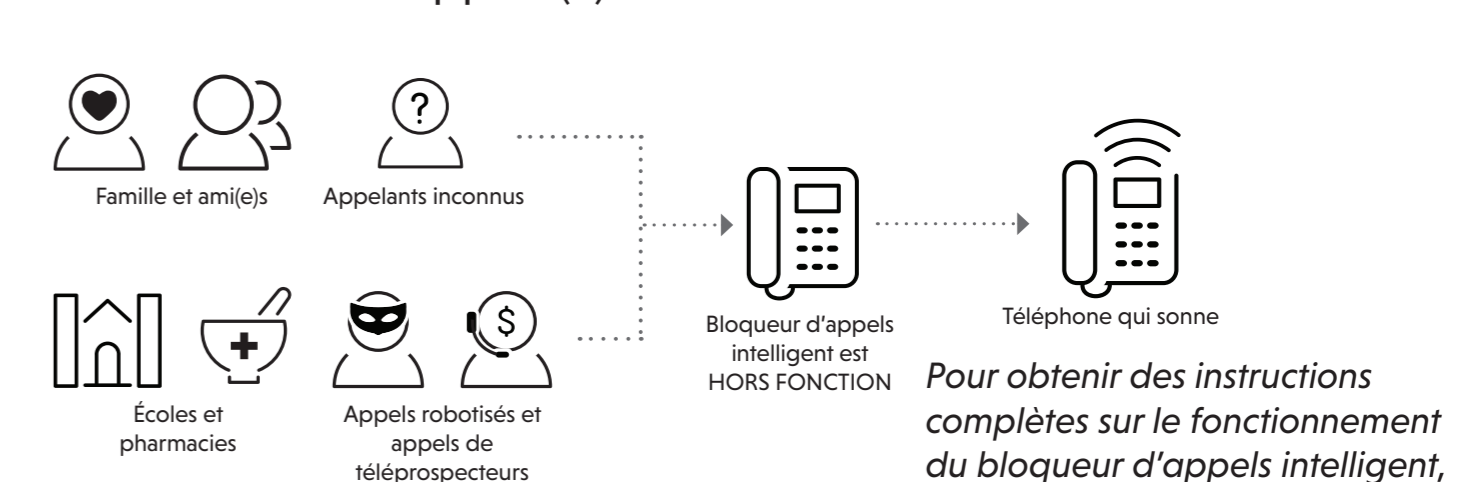 ?
Famille et ami(e)s
Appelants inconnus
$
Écoles et
pharmacies
Appels robotisés et
appels de
téléprospecteurs
Bloqueur d'appels
intelligent est
HORS FONCTION
Téléphone qui sonne
Pour obtenir des instructions
complètes sur le fonctionnement
du bloqueur d'appels intelligent,